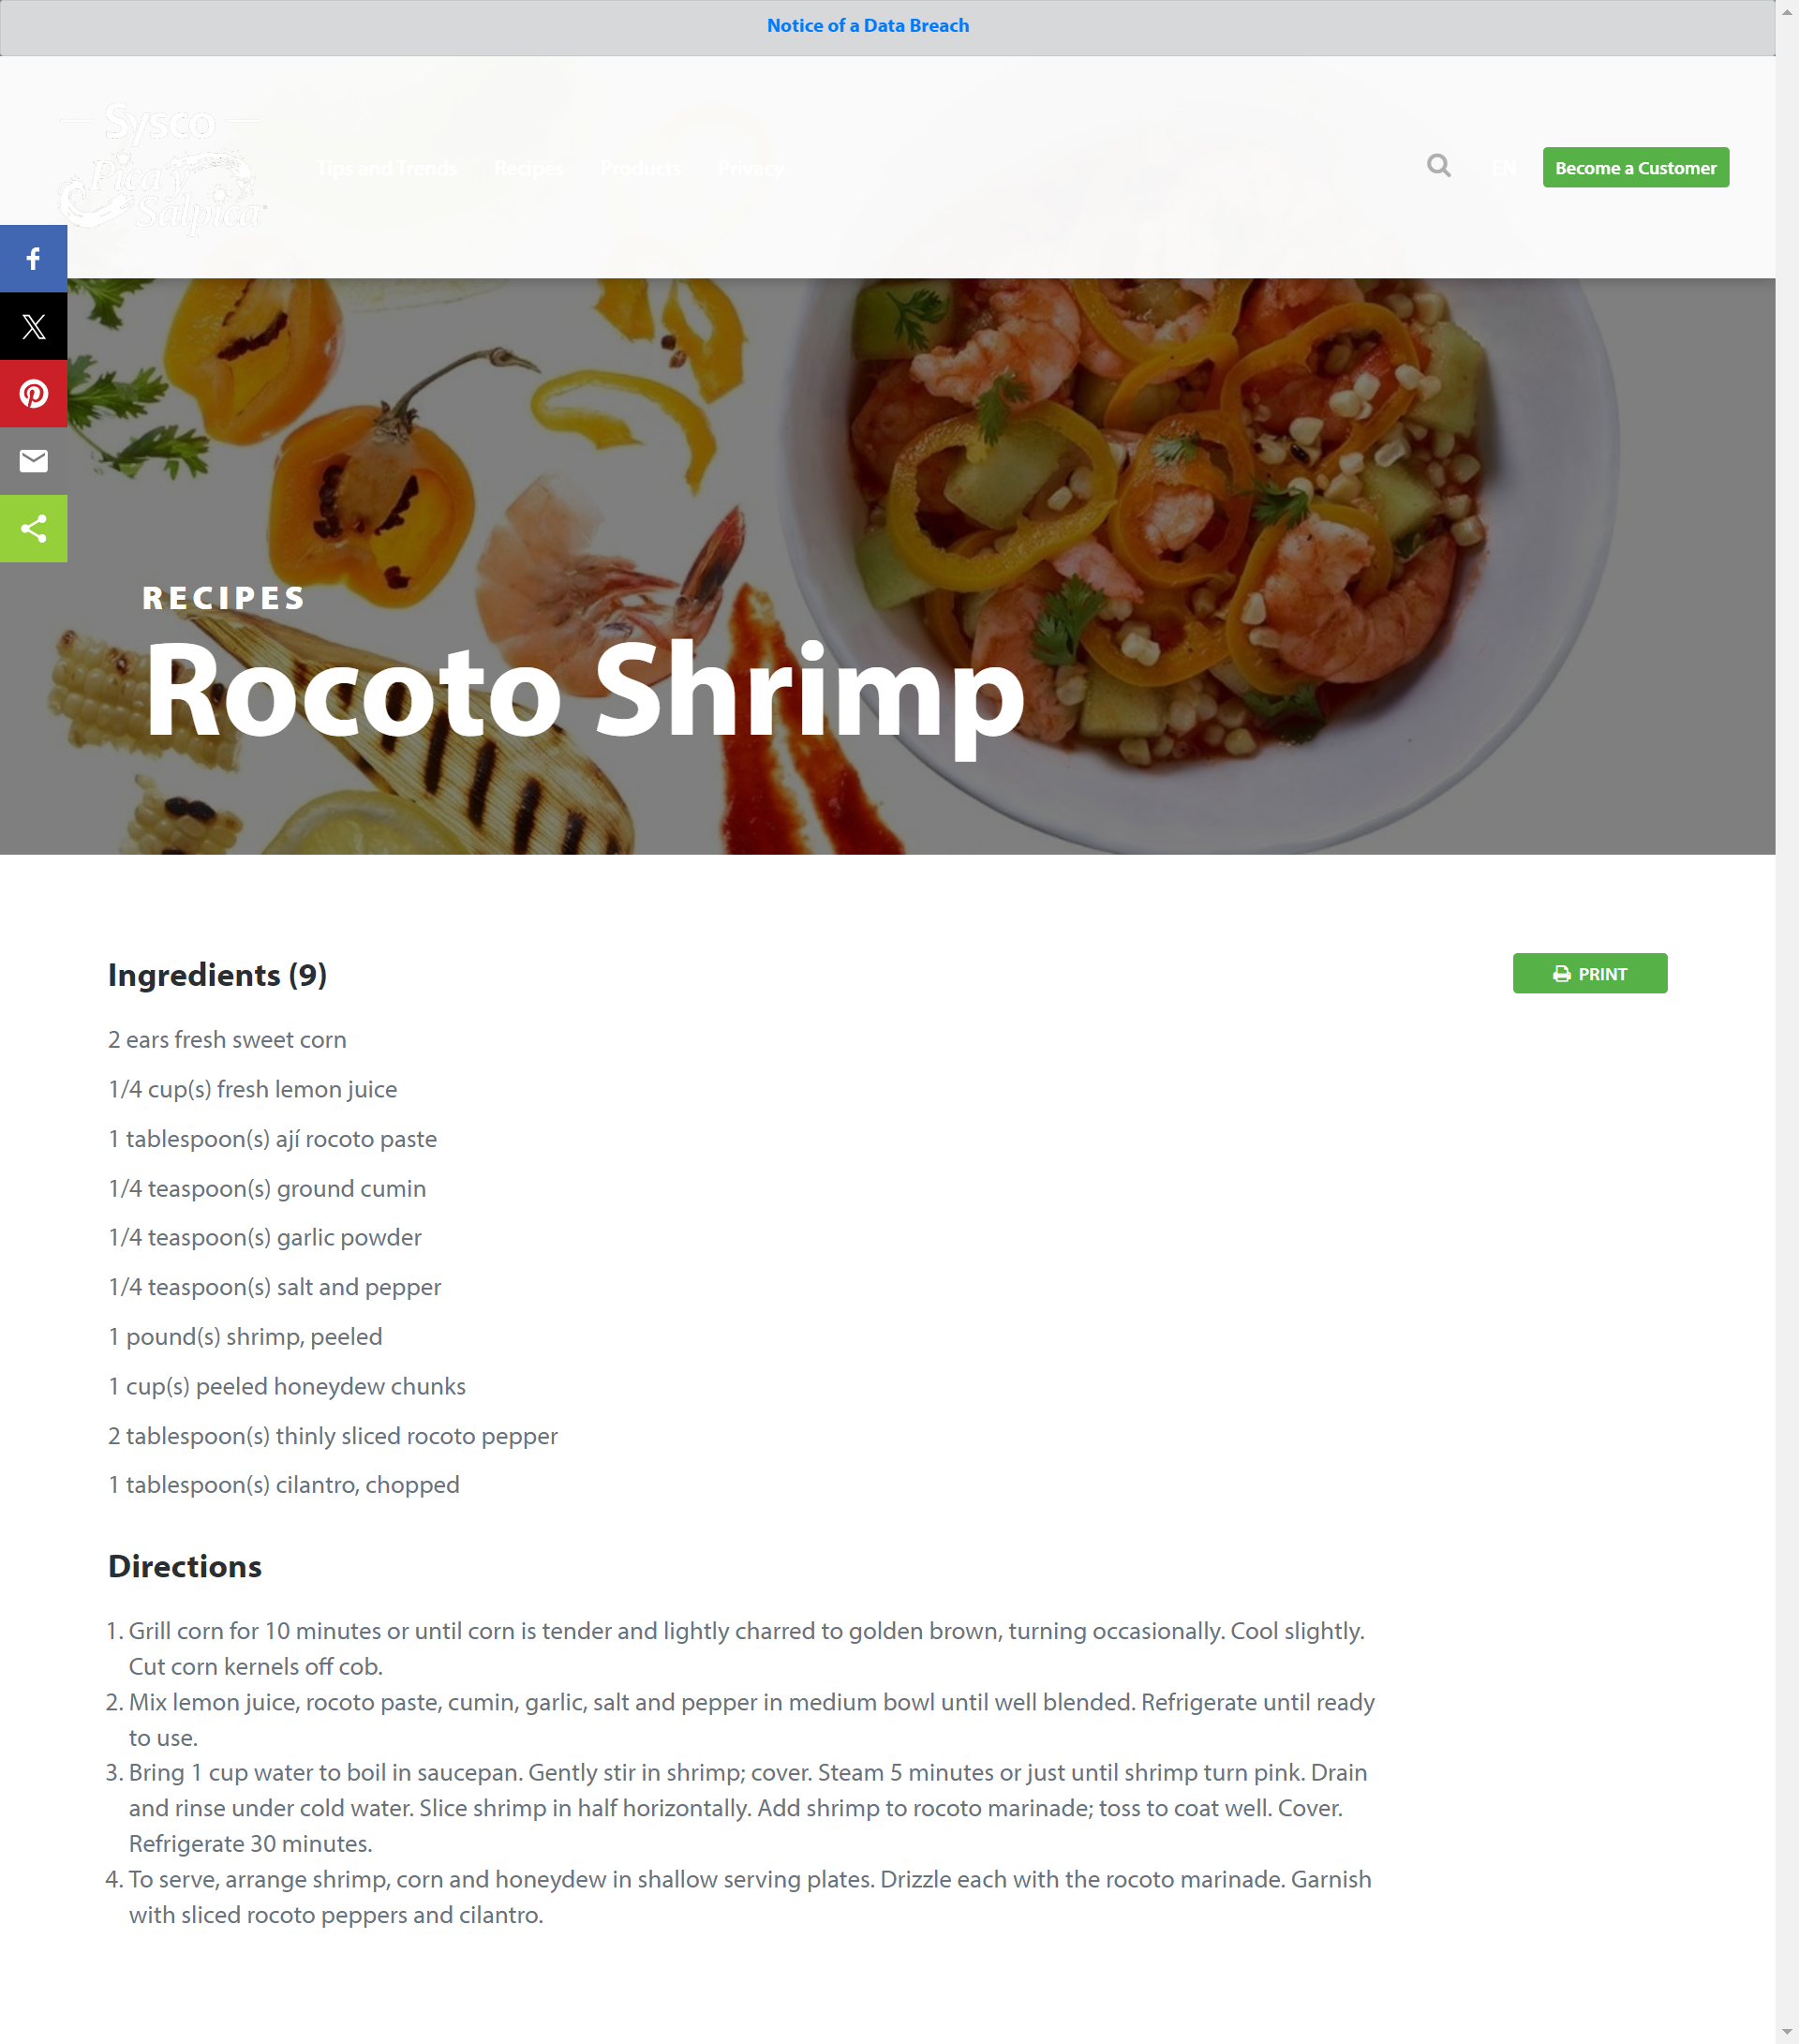 Notice of a Data Breach
Sysco
Pica y
Salpica
Tips and Trends Recipes Products Privacy
EN
Become a Customer
RECIPES
Rocoto Shrimp
Ingredients (9)
PRINT
2 ears fresh sweet corn
1/4 cup(s) fresh lemon juice
1 tablespoon(s) ají rocoto paste
1/4 teaspoon(s) ground cumin
1/4 teaspoon(s) garlic powder
1/4 teaspoon(s) salt and pepper
1 pound(s) shrimp, peeled
1 cup(s) peeled honeydew chunks
2 tablespoon(s) thinly sliced rocoto pepper
1 tablespoon(s) cilantro, chopped
Directions
1. Grill corn for 10 minutes or until corn is tender and lightly charred to golden brown, turning occasionally. Cool slightly.
Cut corn kernels off cob.
2. Mix lemon juice, rocoto paste, cumin, garlic, salt and pepper in medium bowl until well blended. Refrigerate until ready
to use.
3. Bring 1 cup water to boil in saucepan. Gently stir in shrimp; cover. Steam 5 minutes or just until shrimp turn pink. Drain
and rinse under cold water. Slice shrimp in half horizontally. Add shrimp to rocoto marinade; toss to coat well. Cover.
Refrigerate 30 minutes.
4. To serve, arrange shrimp, corn and honeydew in shallow serving plates. Drizzle each with the rocoto marinade. Garnish
with sliced rocoto peppers and cilantro.